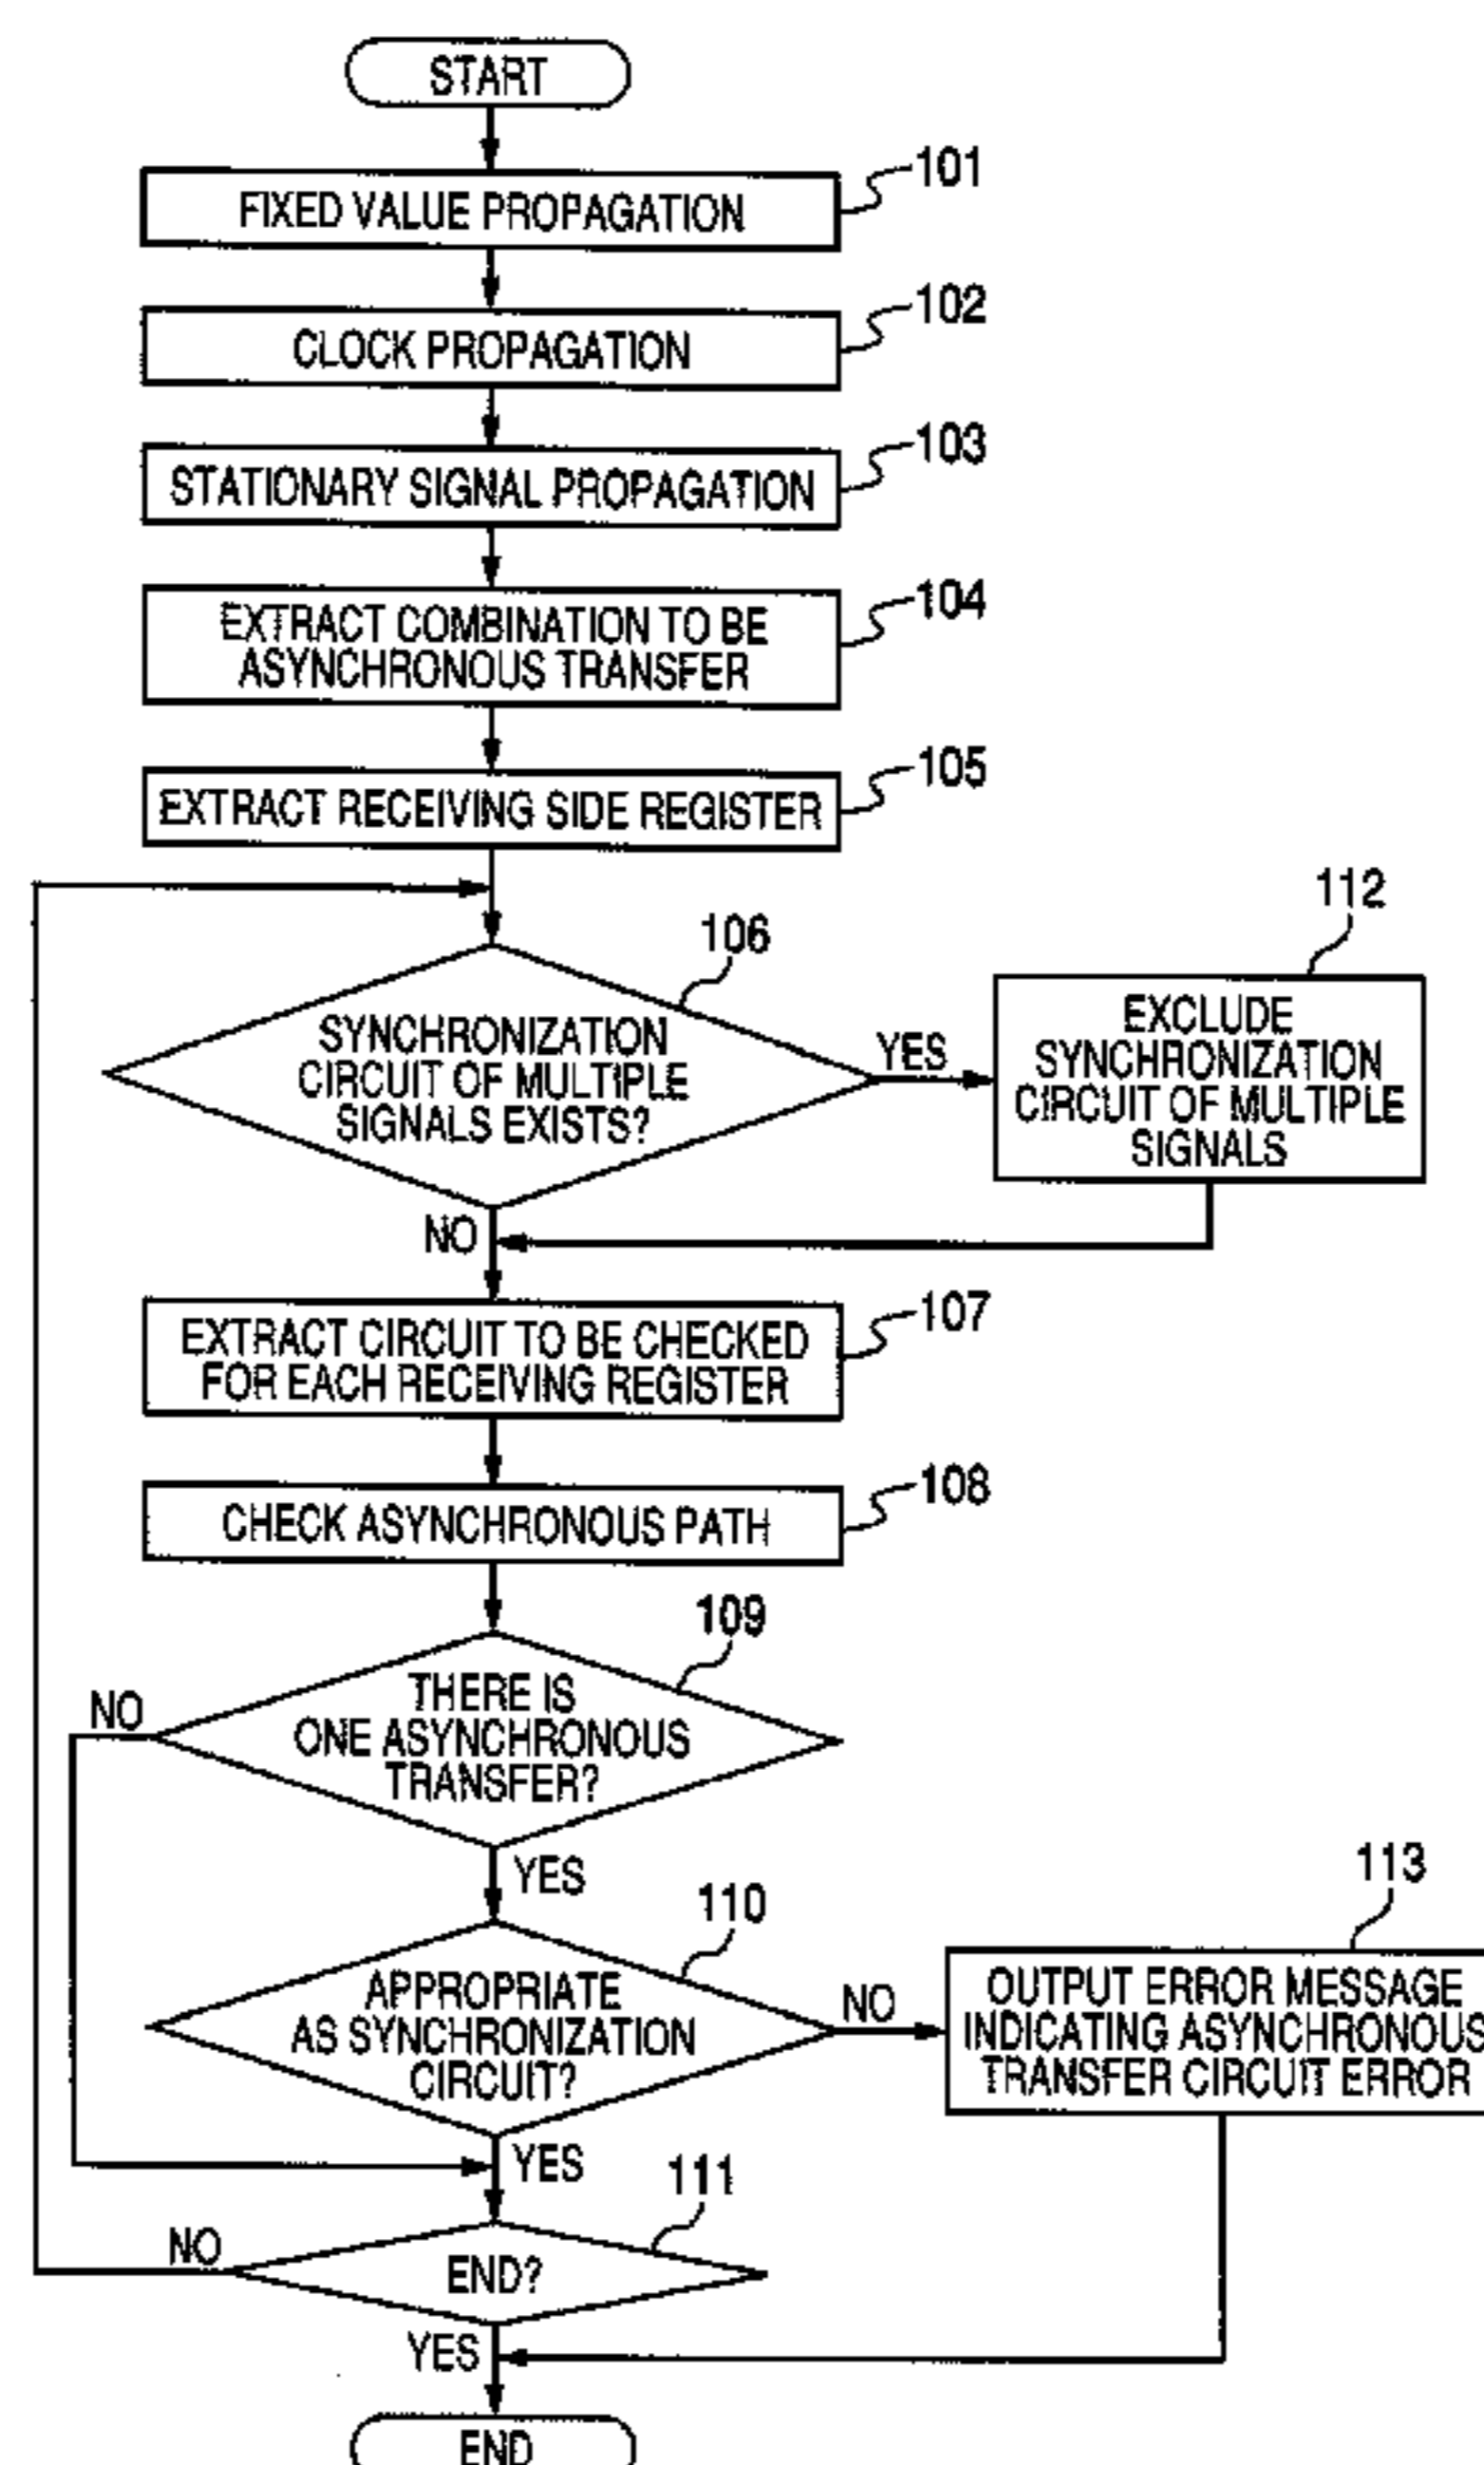 START
FIXED VALUE PROPAGATION
101
CLOCK PROPAGATION
102
STATIONARY SIGNAL PROPAGATION
103
EXTRACT COMBINATION TO BE
ASYNCHRONOUS TRANSFER
104
EXTRACT RECEIVING SIDE REGISTER
105
106
SYNCHRONIZATION
CIRCUIT OF MULTIPLE
SIGNALS EXISTS?
YES
112
EXCLUDE
SYNCHRONIZATION
CIRCUIT OF MULTIPLE
SIGNALS
NO
EXTRACT CIRCUIT TO BE CHECKED
FOR EACH RECEIVING REGISTER
107
CHECK ASYNCHRONOUS PATH
108
109
THERE IS
ONE ASYNCHRONOUS
TRANSFER?
NO
YES
110
APPROPRIATE
AS SYNCHRONIZATION
CIRCUIT?
NO
113
OUTPUT ERROR MESSAGE
INDICATING ASYNCHRONOUS
TRANSFER CIRCUIT ERROR
YES
111
END?
NO
YES
END